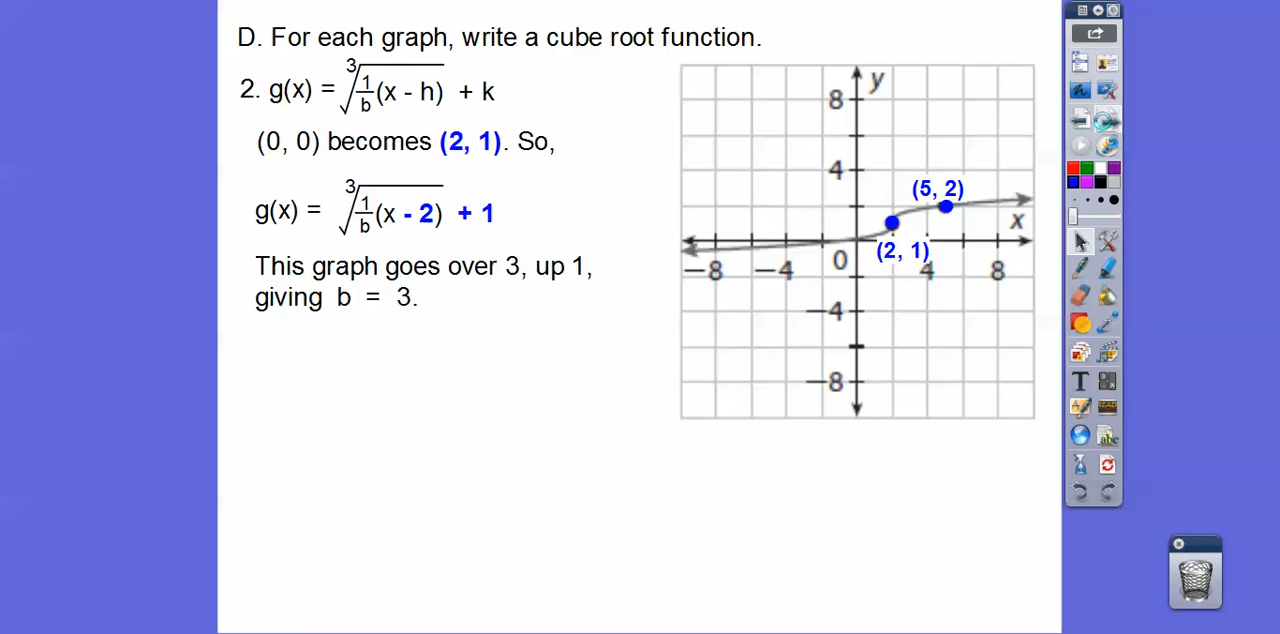 D. For each graph, write a cube root function.
2. g(x) = ∛(1/b (x - h)) + k
(0, 0) becomes (2, 1). So,
g(x) = ∛(1/b (x - 2)) + 1
This graph goes over 3, up 1,
giving b = 3.
y
8
4
(5, 2)
x
(2, 1)
−8 −4 0 4 8
−4
−8
T
abc